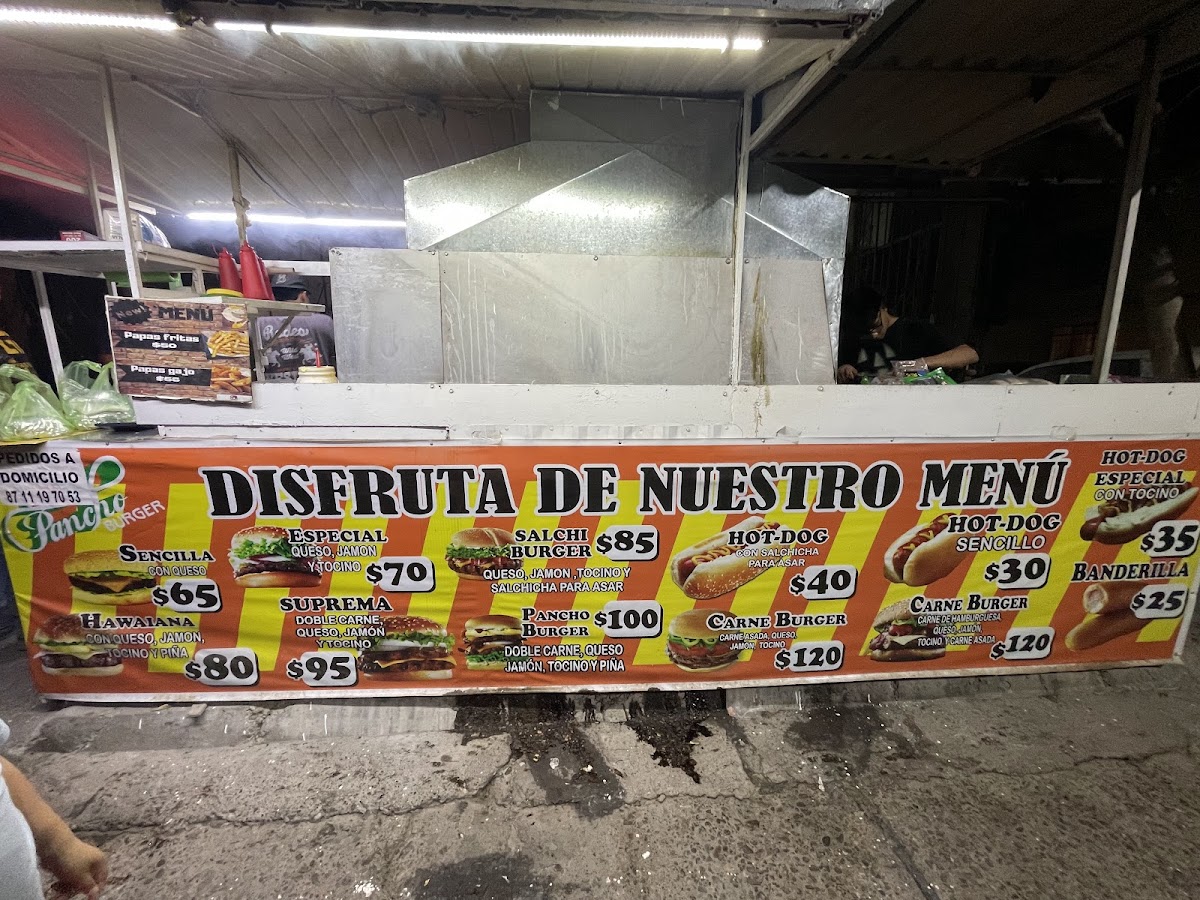 New!
MENÚ
Papas fritas
$50
Papas gajo
PEDIDOS A
DOMICILIO
87 11 19 70 53
Pancho
BURGER
DISFRUTA DE NUESTRO MENÚ
SENCILLA
CON QUESO
$65
ESPECIAL
QUESO, JAMON
Y TOCINO
$70
HAWAIANA
CON QUESO, JAMON,
TOCINO Y PIÑA
$80
SUPREMA
DOBLE CARNE,
QUESO, JAMÓN
Y TOCINO
$95
SALCHI
BURGER $85
QUESO, JAMON ,TOCINO Y
SALCHICHA PARA ASAR
PANCHO
BURGER $100
DOBLE CARNE, QUESO
JAMÓN, TOCINO Y PIÑA
HOT-DOG
CON SALCHICHA
PARA ASAR
$40
CARNE BURGER
CARNE ASADA, QUESO,
JAMON, TOCINO
$120
HOT-DOG
SENCILLO
$30
CARNE BURGER
CARNE DE HAMBURGUESA,
QUESO, JAMON,
TOCINO Y CARNE ASADA
$120
HOT-DOG
ESPECIAL
CON TOCINO
$35
BANDERILLA
$25